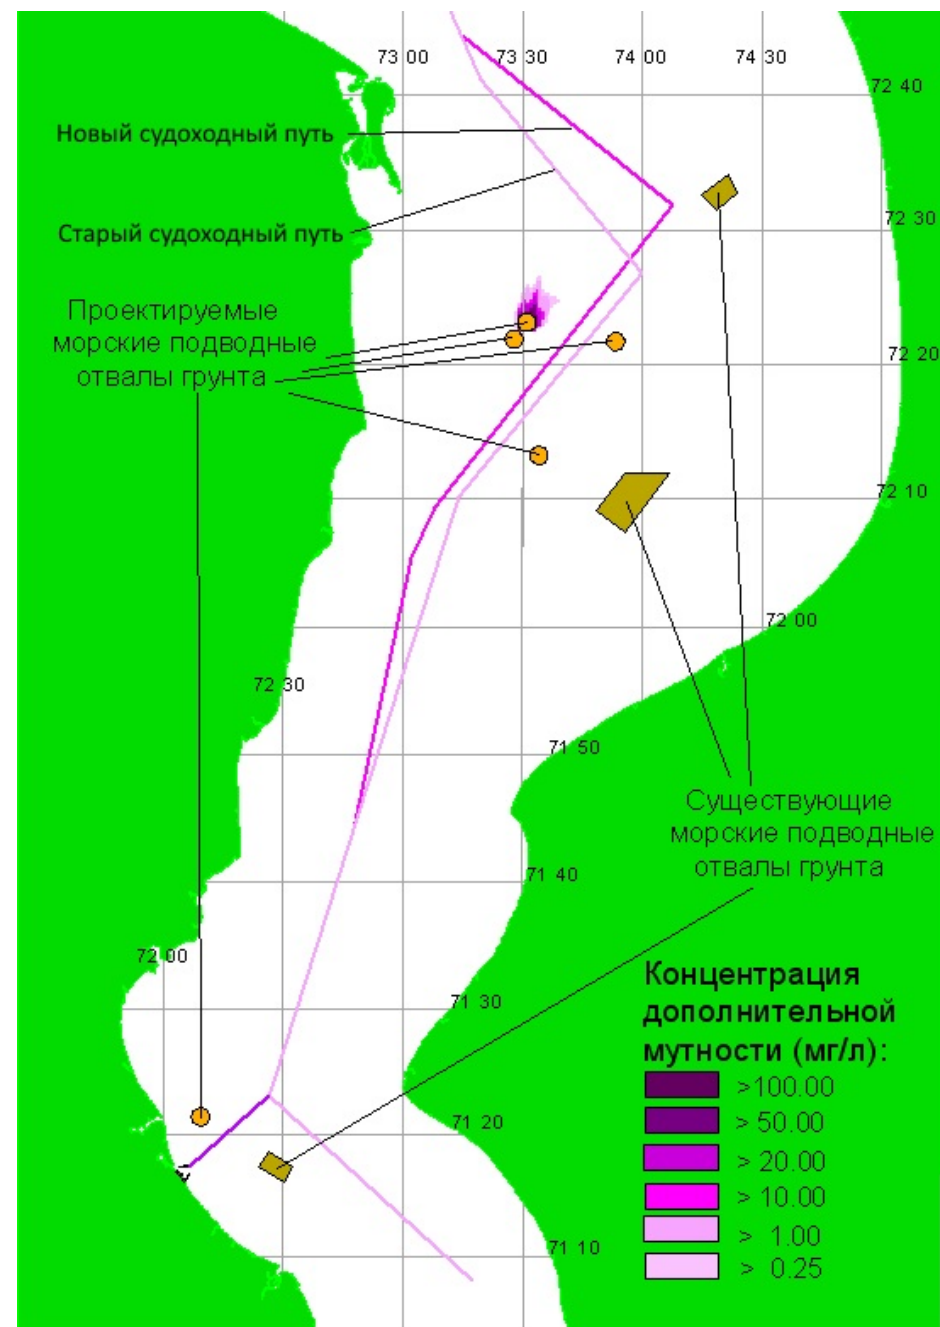 73 00
73 30
74 00
74 30
72 40
Новый судоходный путь
72 30
Старый судоходный путь
Проектируемые
морские подводные
отвалы грунта
72 20
72 10
72 00
72 30
71 50
Существующие
морские подводные
отвалы грунта
71 40
72 00
Концентрация
дополнительной
мутности (мг/л):
71 30
>100.00
> 50.00
71 20
> 20.00
> 10.00
> 1.00
71 10
> 0.25